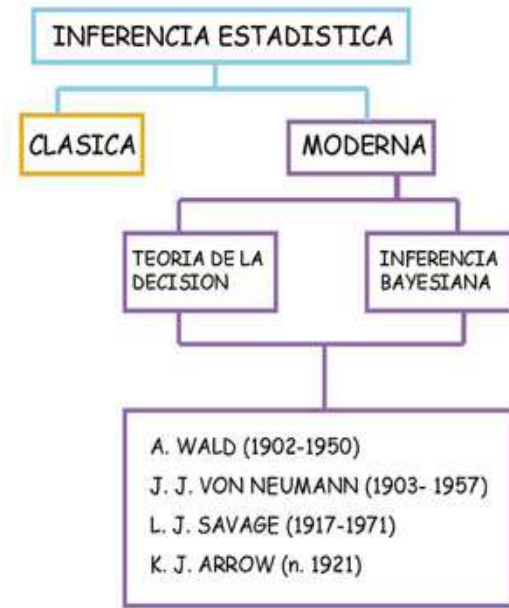 INFERENCIA ESTADISTICA
CLASICA
MODERNA
TEORIA DE LA
DECISION
INFERENCIA
BAYESIANA
A. WALD (1902-1950)
J. J. VON NEUMANN (1903- 1957)
L. J. SAVAGE (1917-1971)
K. J. ARROW (n. 1921)